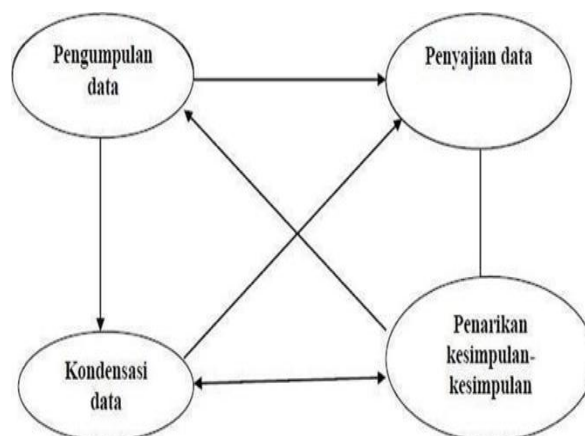 Pengumpulan
data
Penyajian data
Kondensasi
data
Penarikan
kesimpulan-
kesimpulan